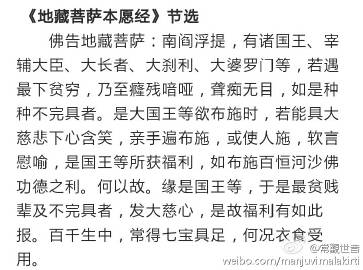 《地藏菩萨本愿经》节选
佛告地藏菩萨：南阎浮提，有诸国王、宰
辅大臣、大长者、大刹利、大婆罗门等，若遇
最下贫穷，乃至癃残喑哑，聋痴无目，如是种
种不完具者。是大国王等欲布施时，若能具大
慈悲下心含笑，亲手遍布施，或使人施，软言
慰喻，是国王等所获福利，如布施百恒河沙佛
功德之利。何以故。缘是国王等，于是最贫贱
辈及不完具者，发大慈心，是故福利有如此
报。百千生中，常得七宝具足，何况衣食受
用。
@常觀世音
weibo.com/manjuvimalakirti